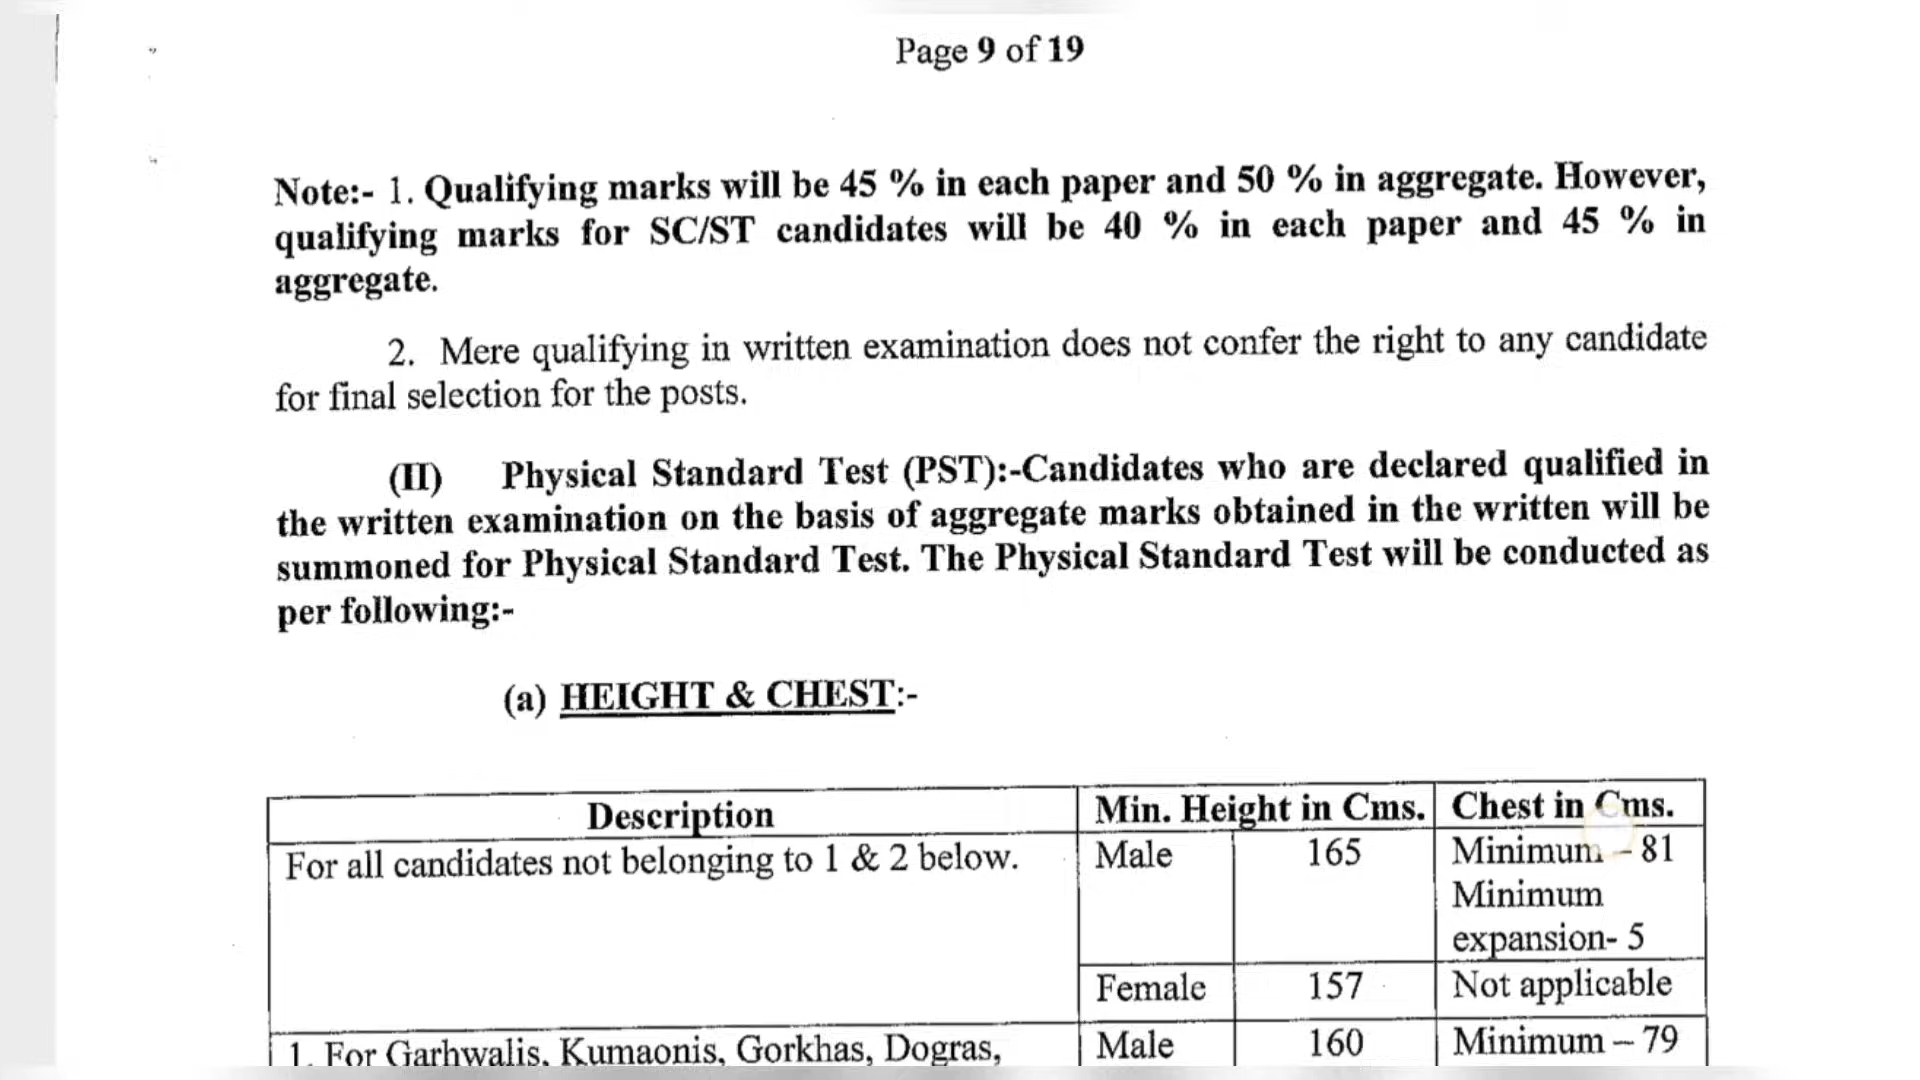 Page 9 of 19
Note:- 1. Qualifying marks will be 45 % in each paper and 50 % in aggregate. However,
qualifying marks for SC/ST candidates will be 40 % in each paper and 45 % in
aggregate.
2. Mere qualifying in written examination does not confer the right to any candidate
for final selection for the posts.
(II) Physical Standard Test (PST):-Candidates who are declared qualified in
the written examination on the basis of aggregate marks obtained in the written will be
summoned for Physical Standard Test. The Physical Standard Test will be conducted as
per following:-
(a) HEIGHT & CHEST:-
Description Min. Height in Cms. Chest in Cms.
For all candidates not belonging to 1 & 2 below. Male 165 Minimum – 81
Minimum
expansion- 5
Female 157 Not applicable
1. For Garhwalis, Kumaonis, Gorkhas, Dogras, Male 160 Minimum – 79